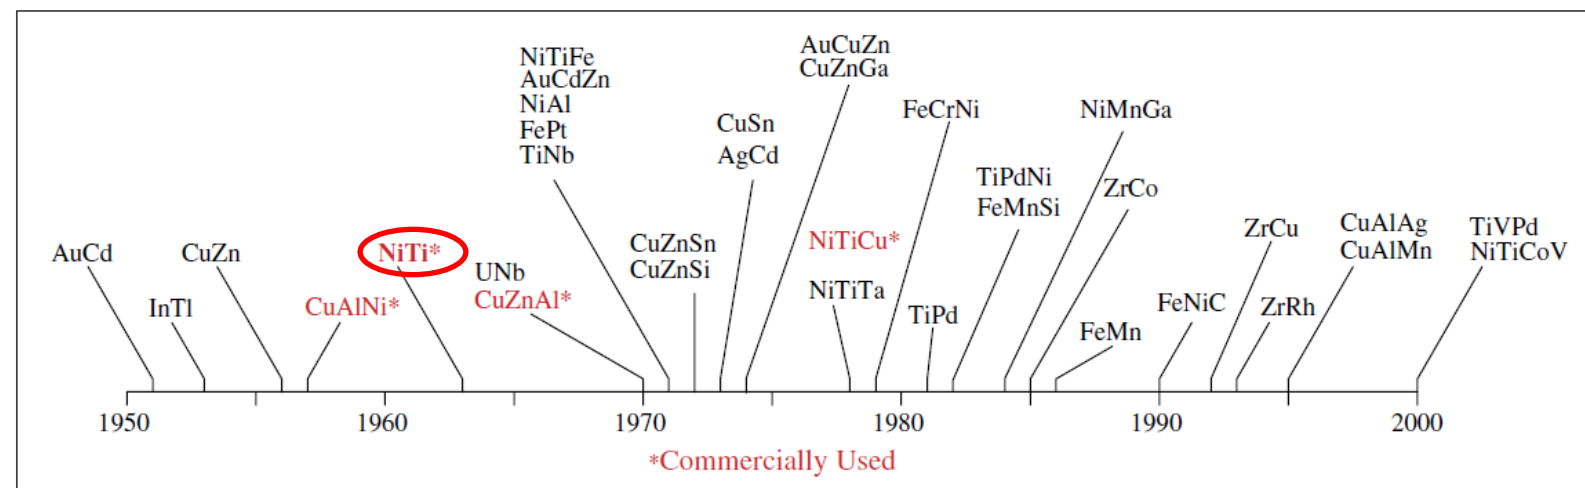 NiTiFe
AuCdZn
NiAl
FePt
TiNb
AuCuZn
CuZnGa
CuSn
AgCd
FeCrNi
NiMnGa
TiPdNi
FeMnSi
ZrCo
AuCd
InTl
CuZn
CuAlNi*
NiTi*
UNb
CuZnAl*
CuZnSn
CuZnSi
NiTiCu*
NiTiTa
TiPd
FeMn
FeNiC
ZrCu
ZrRh
CuAlAg
CuAlMn
TiVPd
NiTiCoV
1950 1960 1970 1980 1990 2000
*Commercially Used